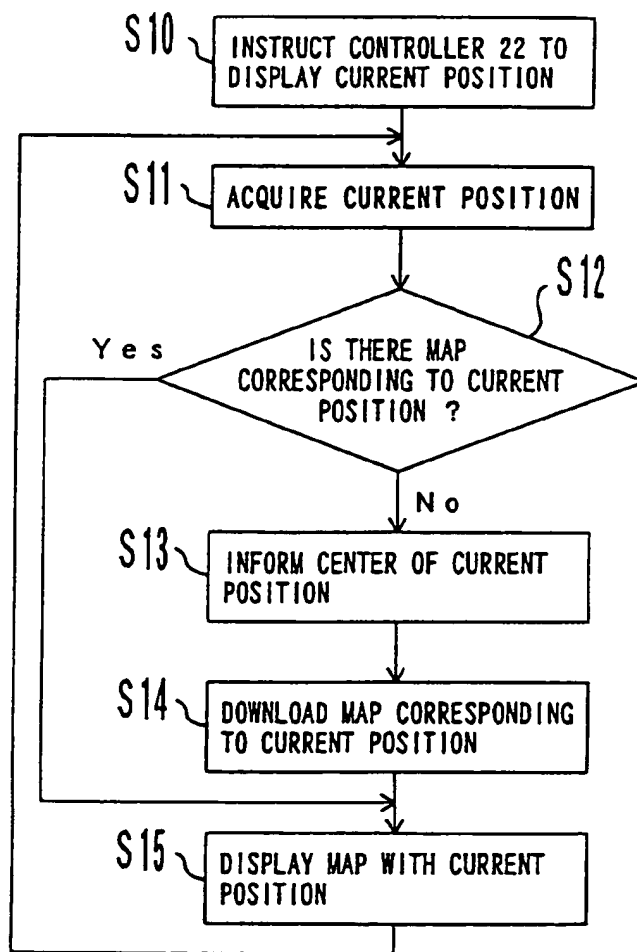 S10
INSTRUCT CONTROLLER 22 TO
DISPLAY CURRENT POSITION
S11
ACQUIRE CURRENT POSITION
S12
Yes
IS THERE MAP
CORRESPONDING TO CURRENT
POSITION ?
No
S13
INFORM CENTER OF CURRENT
POSITION
S14
DOWNLOAD MAP CORRESPONDING
TO CURRENT POSITION
S15
DISPLAY MAP WITH CURRENT
POSITION